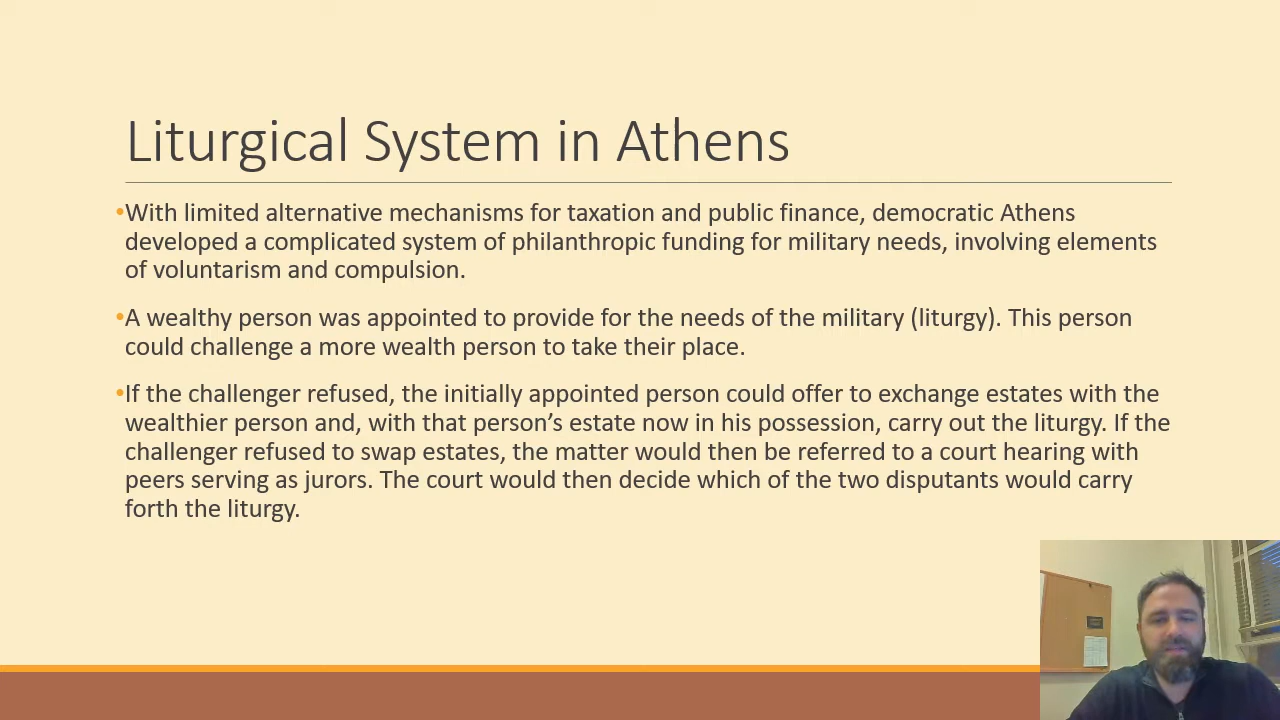 Liturgical System in Athens
•With limited alternative mechanisms for taxation and public finance, democratic Athens
developed a complicated system of philanthropic funding for military needs, involving elements
of voluntarism and compulsion.
•A wealthy person was appointed to provide for the needs of the military (liturgy). This person
could challenge a more wealth person to take their place.
•If the challenger refused, the initially appointed person could offer to exchange estates with the
wealthier person and, with that person’s estate now in his possession, carry out the liturgy. If the
challenger refused to swap estates, the matter would then be referred to a court hearing with
peers serving as jurors. The court would then decide which of the two disputants would carry
forth the liturgy.